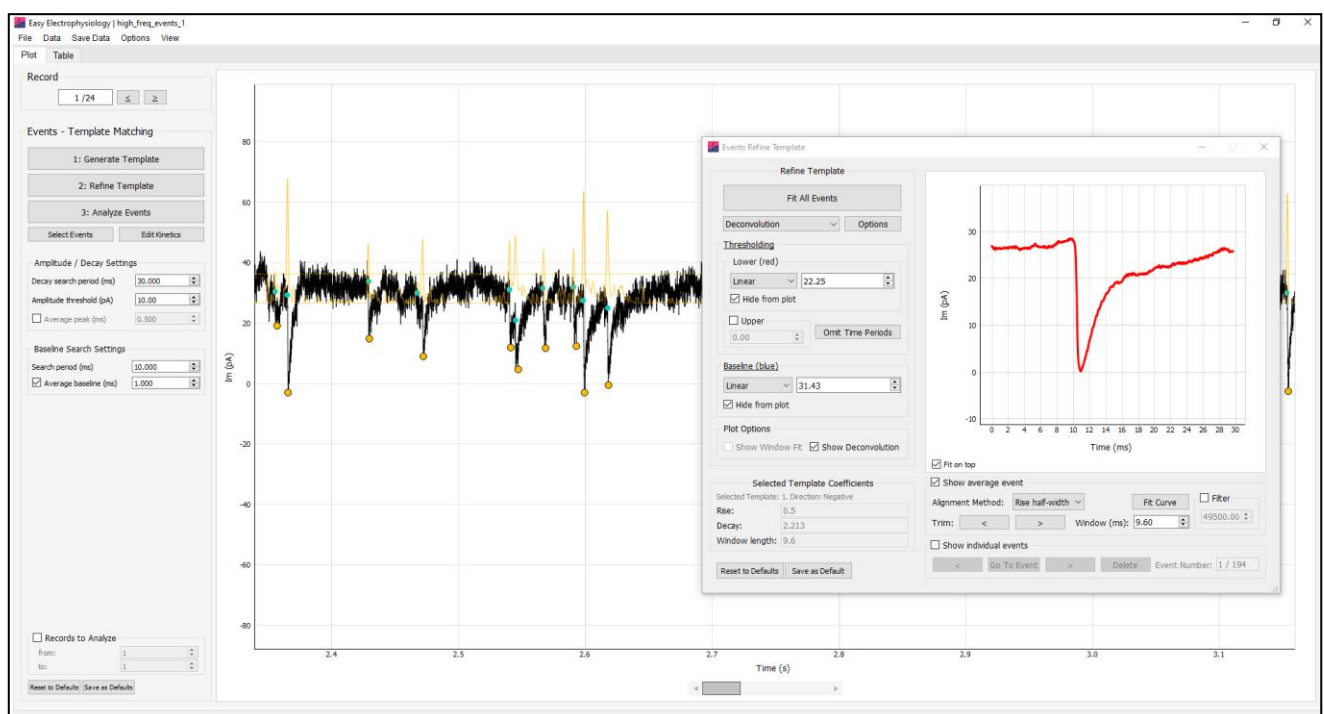 Easy Electrophysiology | high_freq_events_1
File Data Save Data Options View
Plot Table
Record
1 /24 ≤ ≥
Events - Template Matching
1: Generate Template
2: Refine Template
3: Analyze Events
Select Events Edit Kinetics
Amplitude / Decay Settings
Decay search period (ms) 30.000
Amplitude threshold (pA) 10.00
Average peak (ms) 0.500
Baseline Search Settings
Search period (ms) 10.000
Average baseline (ms) 1.000
Records to Analyze
from: 1
to: 1
Reset to Defaults Save as Defaults
80
60
40
20
0
-20
-40
-60
-80
Im (pA)
2.4 2.5 2.6 2.7 2.8 2.9 3.0 3.1
Time (s)
< >
Events Refine Template
Refine Template
Fit All Events
Deconvolution Options
Thresholding
Lower (red)
Linear 22.25
Hide from plot
Upper
0.00 Omit Time Periods
Baseline (blue)
Linear 31.43
Hide from plot
Plot Options
Show Window Fit Show Deconvolution
Selected Template Coefficients
Selected Template: 1. Direction: Negative
Rise: 0.5
Decay: 2.213
Window length: 9.6
Reset to Defaults Save as Default
30
20
10
0
-10
Im (pA)
0 2 4 6 8 10 12 14 16 18 20 22 24 26 28 30
Time (ms)
Fit on top
Show average event
Alignment Method: Rise half-width Fit Curve Filter
Trim: < > Window (ms): 9.60 49500.00
Show individual events
< Go To Event > Delete Event Number: 1 / 194